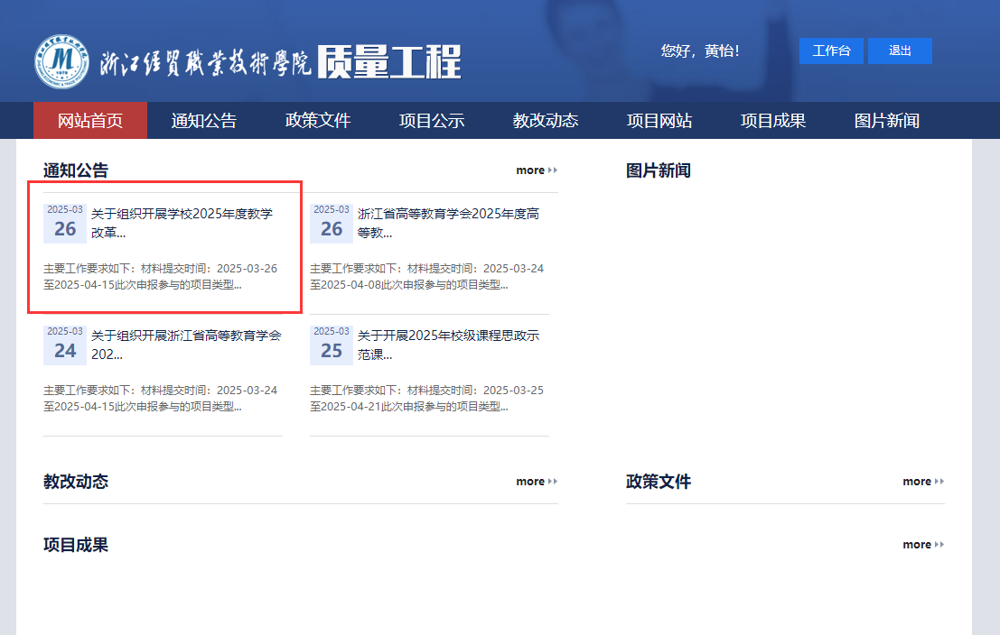 浙江经贸職業技術學院 质量工程
您好，黄怡！
工作台
退出
网站首页 通知公告 政策文件 项目公示 教改动态 项目网站 项目成果 图片新闻
通知公告
more
2025-03
26
关于组织开展学校2025年度教学
改革...
主要工作要求如下：材料提交时间：2025-03-26
至2025-04-15此次申报参与的项目类型...
2025-03
26
浙江省高等教育学会2025年度高
等教...
主要工作要求如下：材料提交时间：2025-03-24
至2025-04-08此次申报参与的项目类型...
2025-03
24
关于组织开展浙江省高等教育学会
202...
主要工作要求如下：材料提交时间：2025-03-24
至2025-04-15此次申报参与的项目类型...
2025-03
25
关于开展2025年校级课程思政示
范课...
主要工作要求如下：材料提交时间：2025-03-25
至2025-04-21此次申报参与的项目类型...
图片新闻
教改动态
more
政策文件
more
项目成果
more